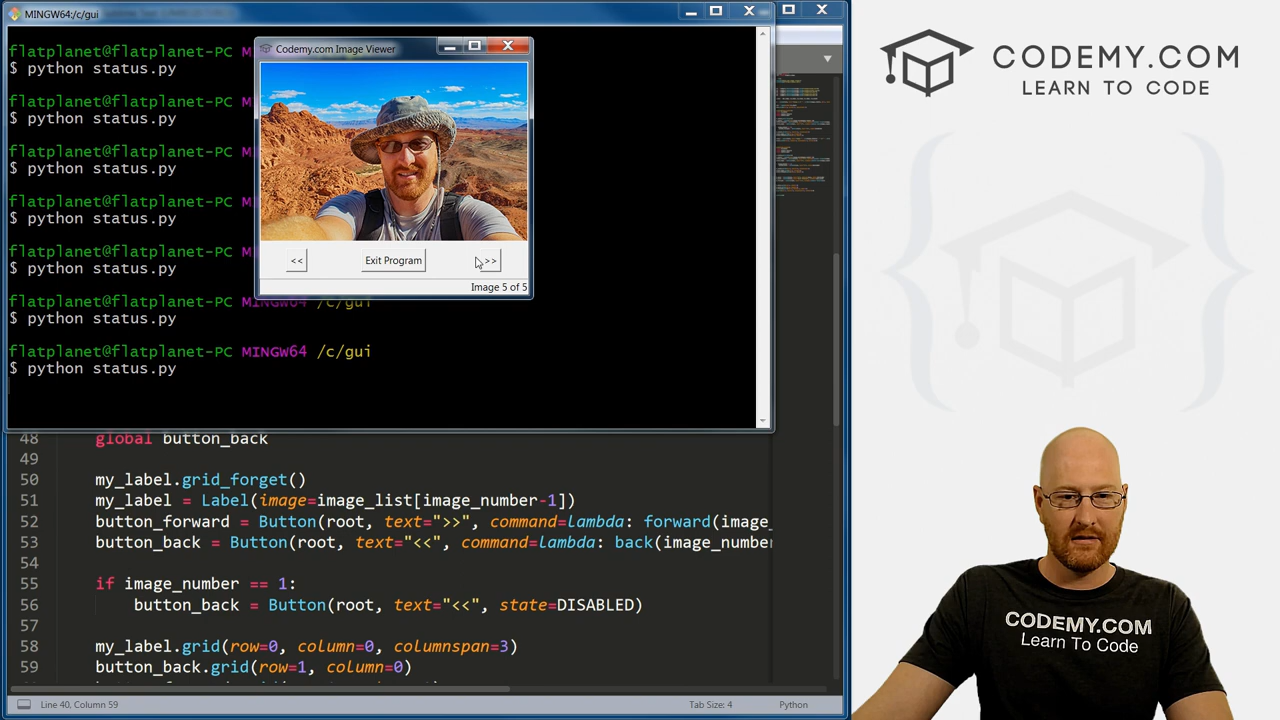 MINGW64:/c/gui
flatplanet@flatplanet-PC M
$ python status.py
flatplanet@flatplanet-PC M
$ python status.py
flatplanet@flatplanet-PC M
$ python status.py
flatplanet@flatplanet-PC M
$ python status.py
flatplanet@flatplanet-PC M
$ python status.py
flatplanet@flatplanet-PC MINGW64 /c/gui
$ python status.py
flatplanet@flatplanet-PC MINGW64 /c/gui
$ python status.py
Codemy.com Image Viewer
<< Exit Program >>
Image 5 of 5
48 global button_back
49
50 my_label.grid_forget()
51 my_label = Label(image=image_list[image_number-1])
52 button_forward = Button(root, text=">>", command=lambda: forward(image_
53 button_back = Button(root, text="<<", command=lambda: back(image_number
54
55 if image_number == 1:
56 button_back = Button(root, text="<<", state=DISABLED)
57
58 my_label.grid(row=0, column=0, columnspan=3)
59 button_back.grid(row=1, column=0)
Line 40, Column 59
Tab Size: 4
Python
CODEMY.COM
LEARN TO CODE
CODEMY.COM
Learn To Code